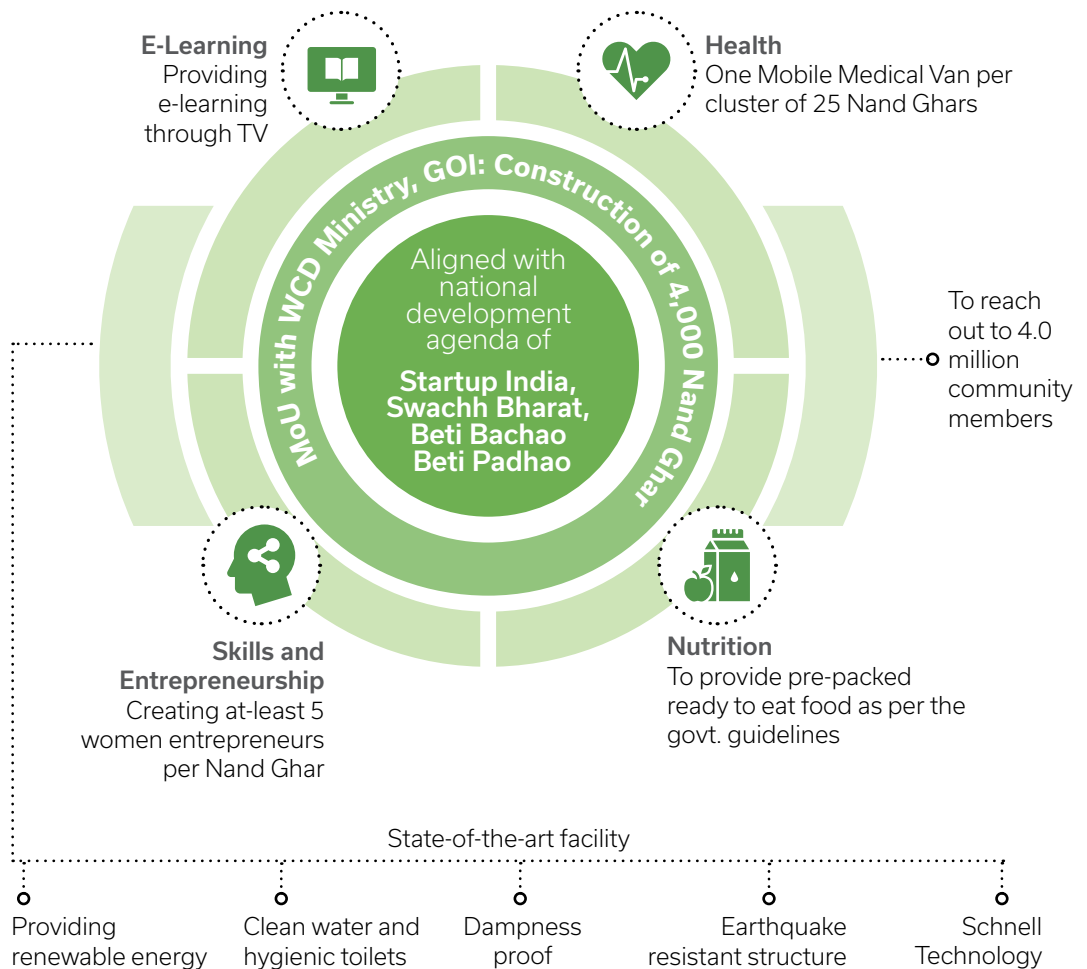 E-Learning
Providing
e-learning
through TV
Health
One Mobile Medical Van per
cluster of 25 Nand Ghars
MoU with WCD Ministry, GOI: Construction of 4,000 Nand Ghar
Aligned with
national
development
agenda of
Startup India,
Swachh Bharat,
Beti Bachao
Beti Padhao
To reach
out to 4.0
million
community
members
Skills and
Entrepreneurship
Creating at-least 5
women entrepreneurs
per Nand Ghar
Nutrition
To provide pre-packed
ready to eat food as per the
govt. guidelines
State-of-the-art facility
Providing
renewable energy
Clean water and
hygienic toilets
Dampness
proof
Earthquake
resistant structure
Schnell
Technology